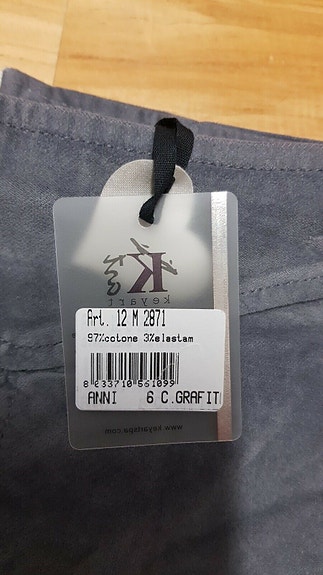 K
keyart
Art. 12 M 2871
97%cotone 3%elastam
8 033710 561099
ANNI 6 C.GRAFIT
www.keyartspa.com